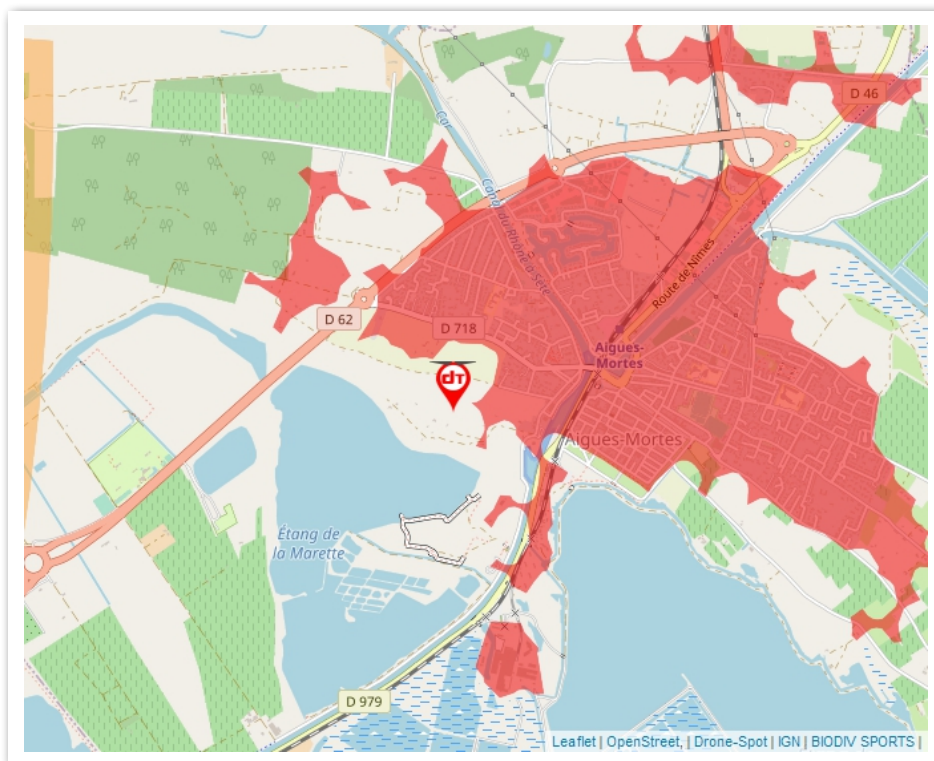 D 46
Car
Canal du Rhône à Sète
Route de Nîmes
D 62
D 718
Aigues-
Mortes
dT
Aigues-Mortes
Étang de
la Marette
D 979
Leaflet | OpenStreet, | Drone-Spot | IGN | BIODIV SPORTS |